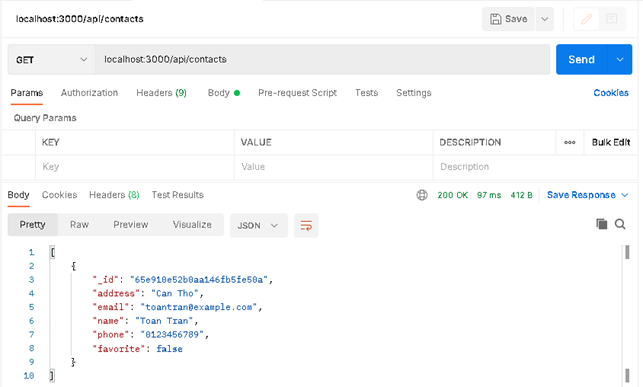 localhost:3000/api/contacts
Save
GET localhost:3000/api/contacts Send
Params Authorization Headers (9) Body Pre-request Script Tests Settings Cookies
Query Params
KEY VALUE DESCRIPTION ooo Bulk Edit
Key Value Description
Body Cookies Headers (8) Test Results 200 OK 97 ms 412 B Save Response
Pretty Raw Preview Visualize JSON
1 [
2 {
3 "_id": "65e910e52b0aa146fb5fe50a",
4 "address": "Can Tho",
5 "email": "toantran@example.com",
6 "name": "Toan Tran",
7 "phone": "0123456789",
8 "favorite": false
9 }
10 ]